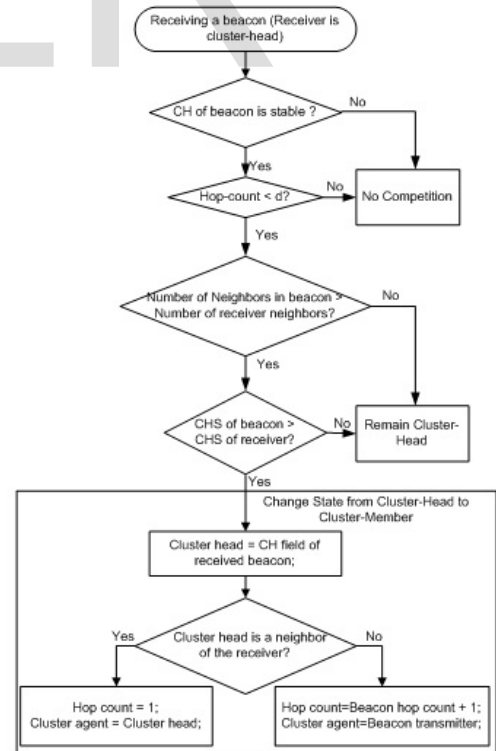 Receiving a beacon (Receiver is
cluster-head)
CH of beacon is stable ?
No
Yes
Hop-count < d?
No
No Competition
Yes
Number of Neighbors in beacon >
Number of receiver neighbors?
No
Yes
CHS of beacon >
CHS of receiver?
No
Remain Cluster-
Head
Yes
Change State from Cluster-Head to
Cluster-Member
Cluster head = CH field of
received beacon;
Yes
Cluster head is a neighbor
of the receiver?
No
Hop count = 1;
Cluster agent = Cluster head;
Hop count=Beacon hop count + 1;
Cluster agent=Beacon transmitter;